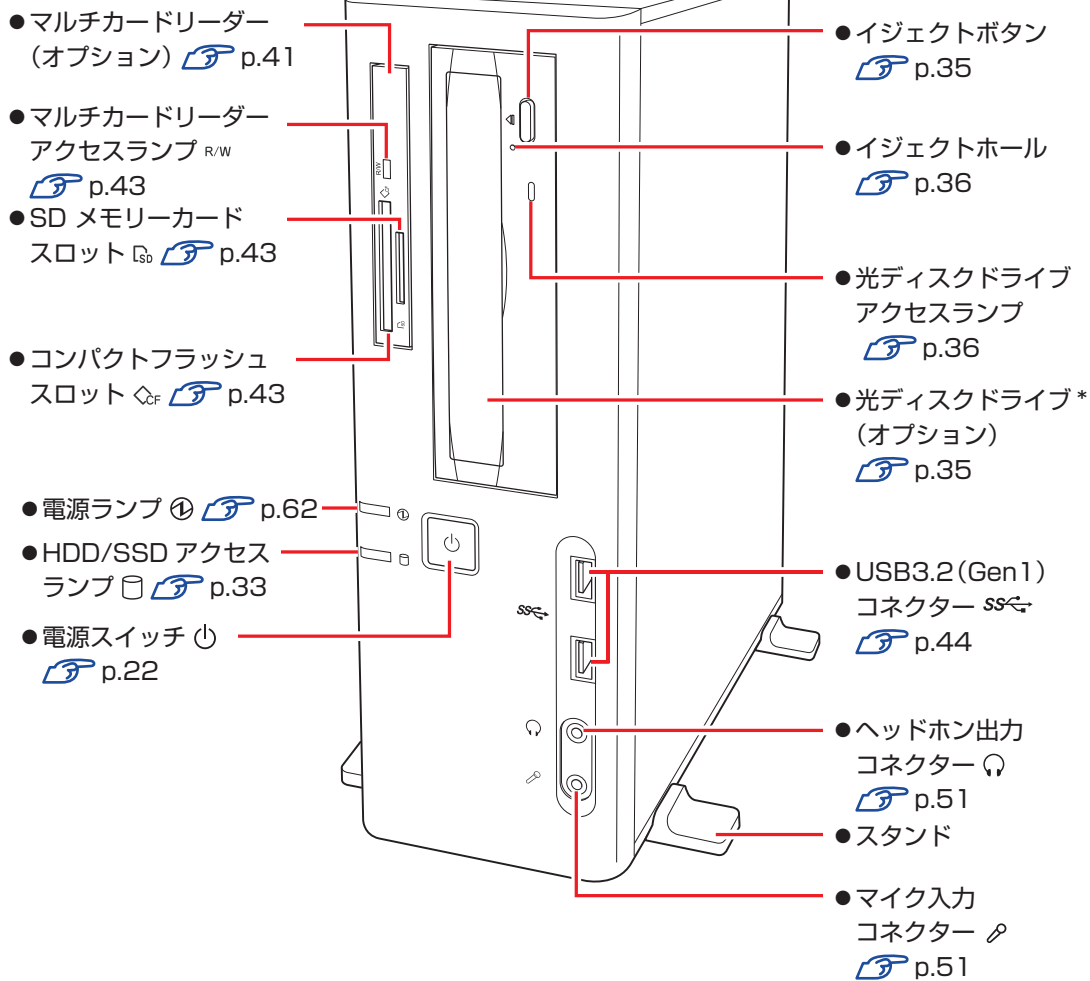 ●マルチカードリーダー
（オプション） p.41
●マルチカードリーダー
アクセスランプ R/W
p.43
●SD メモリーカード
スロット SD p.43
●コンパクトフラッシュ
スロット CF p.43
●電源ランプ p.62
●HDD/SSD アクセス
ランプ p.33
●電源スイッチ
p.22
R/W
SS
●イジェクトボタン
p.35
●イジェクトホール
p.36
●光ディスクドライブ
アクセスランプ
p.36
●光ディスクドライブ*
（オプション）
p.35
●USB3.2（Gen1）
コネクター SS
p.44
●ヘッドホン出力
コネクター
p.51
●スタンド
●マイク入力
コネクター
p.51